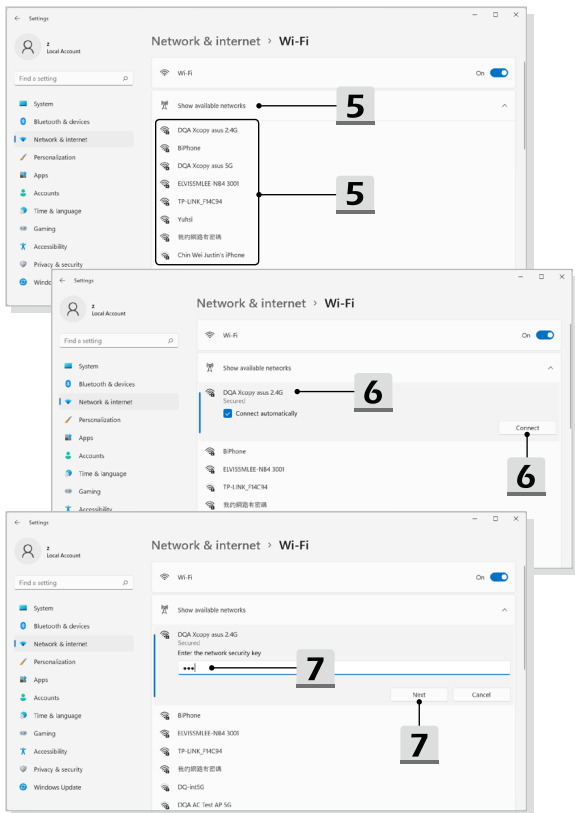 ← Settings
z
Local Account
Find a setting
System
Bluetooth & devices
Network & internet
Personalization
Apps
Accounts
Time & language
Gaming
Accessibility
Privacy & security
Windo
Network & internet > Wi-Fi
Wi-Fi
On
Show available networks
5
DQA Xcopy asus 2.4G
BiPhone
DQA Xcopy asus 5G
ELVISSMLEE-NB4 3001
TP-LINK_F14C94
Yuhsi
我的網路有密碼
Chin Wei Justin's iPhone
5
← Settings
z
Local Account
Find a setting
System
Bluetooth & devices
Network & internet
Personalization
Apps
Accounts
Time & language
Gaming
Accessibility
Network & internet > Wi-Fi
Wi-Fi
On
Show available networks
DQA Xcopy asus 2.4G
6
Secured
Connect automatically
Connect
6
BiPhone
ELVISSMLEE-NB4 3001
TP-LINK_F14C94
我的網路有密碼
← Settings
z
Local Account
Find a setting
System
Bluetooth & devices
Network & internet
Personalization
Apps
Accounts
Time & language
Gaming
Accessibility
Privacy & security
Windows Update
Network & internet > Wi-Fi
Wi-Fi
On
Show available networks
DQA Xcopy asus 2.4G
Secured
Enter the network security key
•••
7
Next
Cancel
7
BiPhone
ELVISSMLEE-NB4 3001
TP-LINK_F14C94
我的網路有密碼
DQ-int5G
DQA AC Test AP 5G